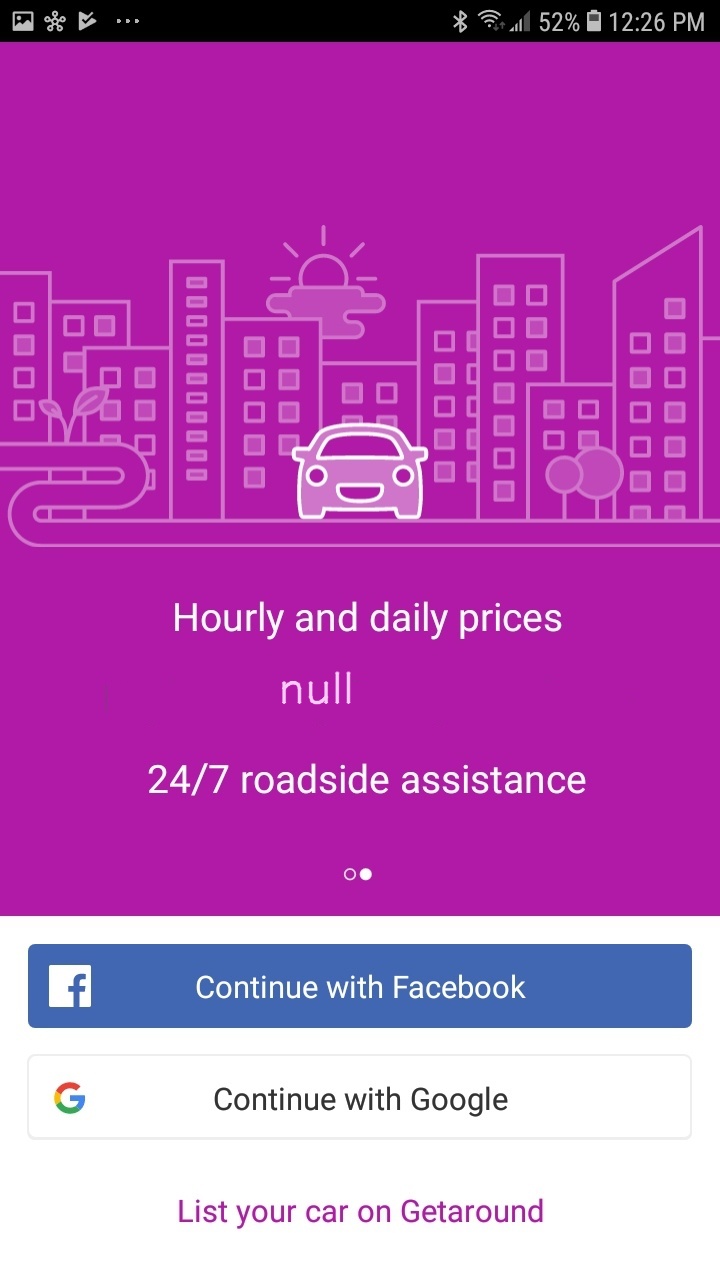 52% 12:26 PM
Hourly and daily prices
null
24/7 roadside assistance
Continue with Facebook
Continue with Google
List your car on Getaround